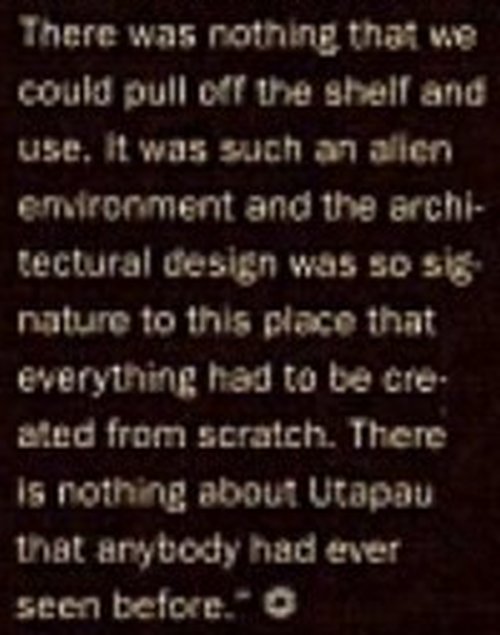 There was nothing that we
could pull off the shelf and
use. It was such an alien
environment and the archi-
tectural design was so sig-
nature to this place that
everything had to be cre-
ated from scratch. There
is nothing about Utapau
that anybody had ever
seen before."